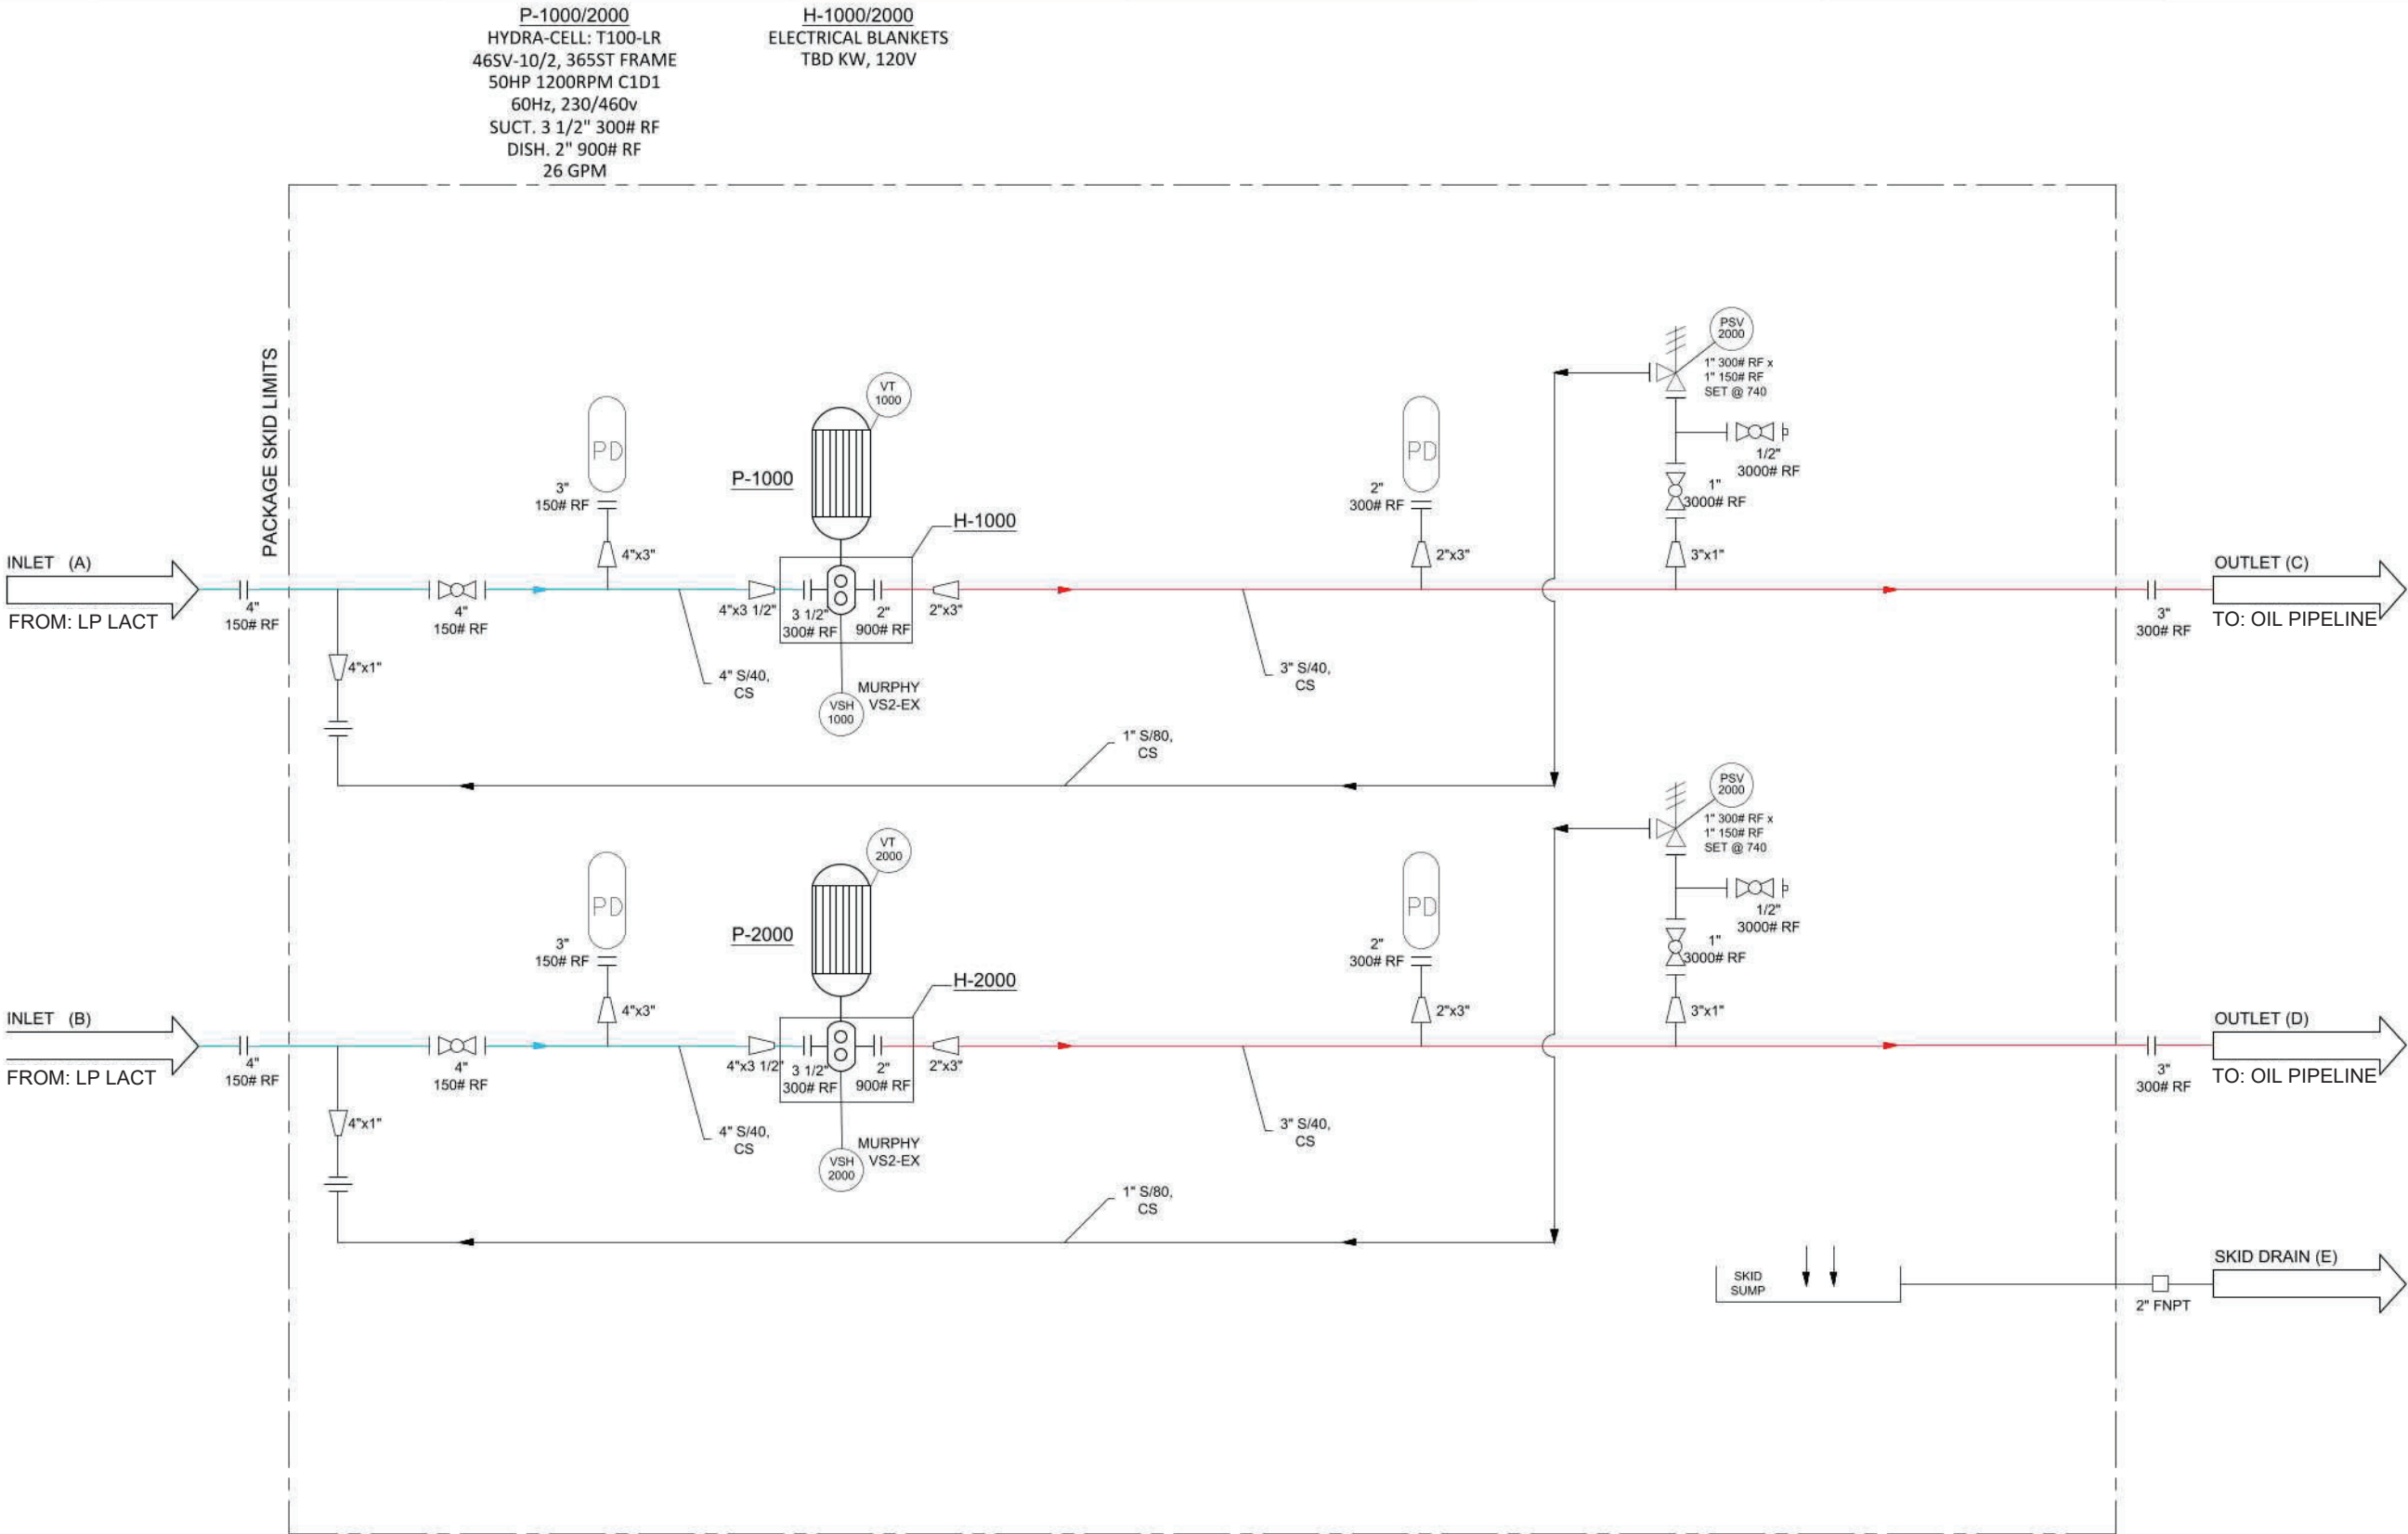 P-1000/2000
HYDRA-CELL: T100-LR
46SV-10/2, 365ST FRAME
50HP 1200RPM C1D1
60Hz, 230/460v
SUCT. 3 1/2" 300# RF
DISH. 2" 900# RF
26 GPM
H-1000/2000
ELECTRICAL BLANKETS
TBD KW, 120V
PACKAGE SKID LIMITS
INLET (A)
FROM: LP LACT
4"
150# RF
4"x1"
4"
150# RF
3"
150# RF
PD
4"x3"
4" S/40,
CS
P-1000
VT
1000
H-1000
4"x3 1/2"
3 1/2"
300# RF
2"
900# RF
2"x3"
VSH
1000
MURPHY
VS2-EX
1" S/80,
CS
3" S/40,
CS
PD
2"
300# RF
2"x3"
PSV
2000
1" 300# RF x
1" 150# RF
SET @ 740
1/2"
3000# RF
1"
3000# RF
3"x1"
3"
300# RF
OUTLET (C)
TO: OIL PIPELINE
INLET (B)
FROM: LP LACT
4"
150# RF
4"x1"
4"
150# RF
3"
150# RF
PD
4"x3"
4" S/40,
CS
P-2000
VT
2000
H-2000
4"x3 1/2"
3 1/2"
300# RF
2"
900# RF
2"x3"
VSH
2000
MURPHY
VS2-EX
1" S/80,
CS
3" S/40,
CS
PD
2"
300# RF
2"x3"
PSV
2000
1" 300# RF x
1" 150# RF
SET @ 740
1/2"
3000# RF
1"
3000# RF
3"x1"
3"
300# RF
OUTLET (D)
TO: OIL PIPELINE
SKID
SUMP
2" FNPT
SKID DRAIN (E)